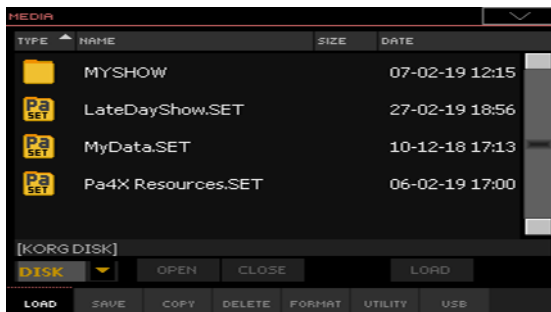 MEDIA
TYPE NAME SIZE DATE
MYSHOW 07-02-19 12:15
Pa SET LateDayShow.SET 27-02-19 18:56
Pa SET MyData.SET 10-12-18 17:13
Pa SET Pa4X Resources.SET 06-02-19 17:00
[KORG DISK]
DISK OPEN CLOSE LOAD
LOAD SAVE COPY DELETE FORMAT UTILITY USB